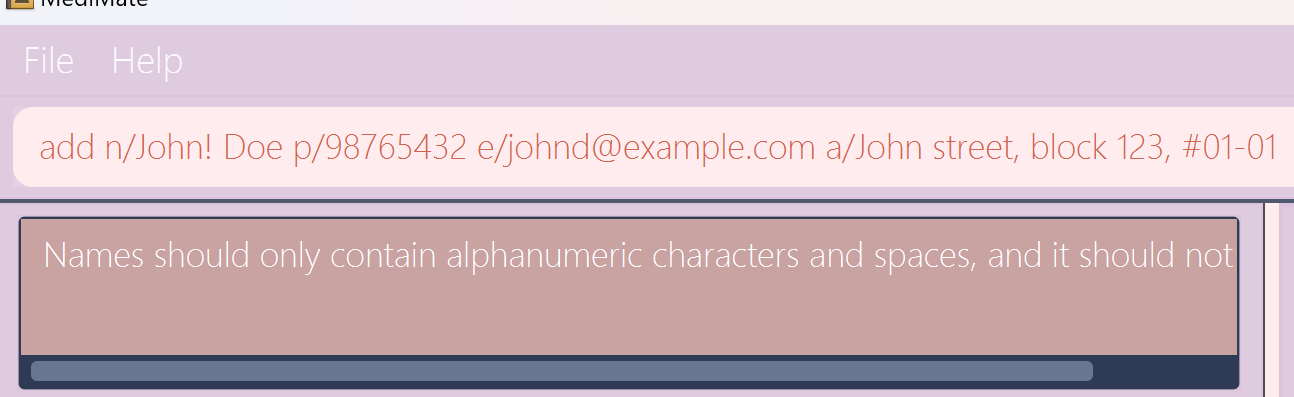 MediMate
File Help
add n/John! Doe p/98765432 e/johnd@example.com a/John street, block 123, #01-01
Names should only contain alphanumeric characters and spaces, and it should not